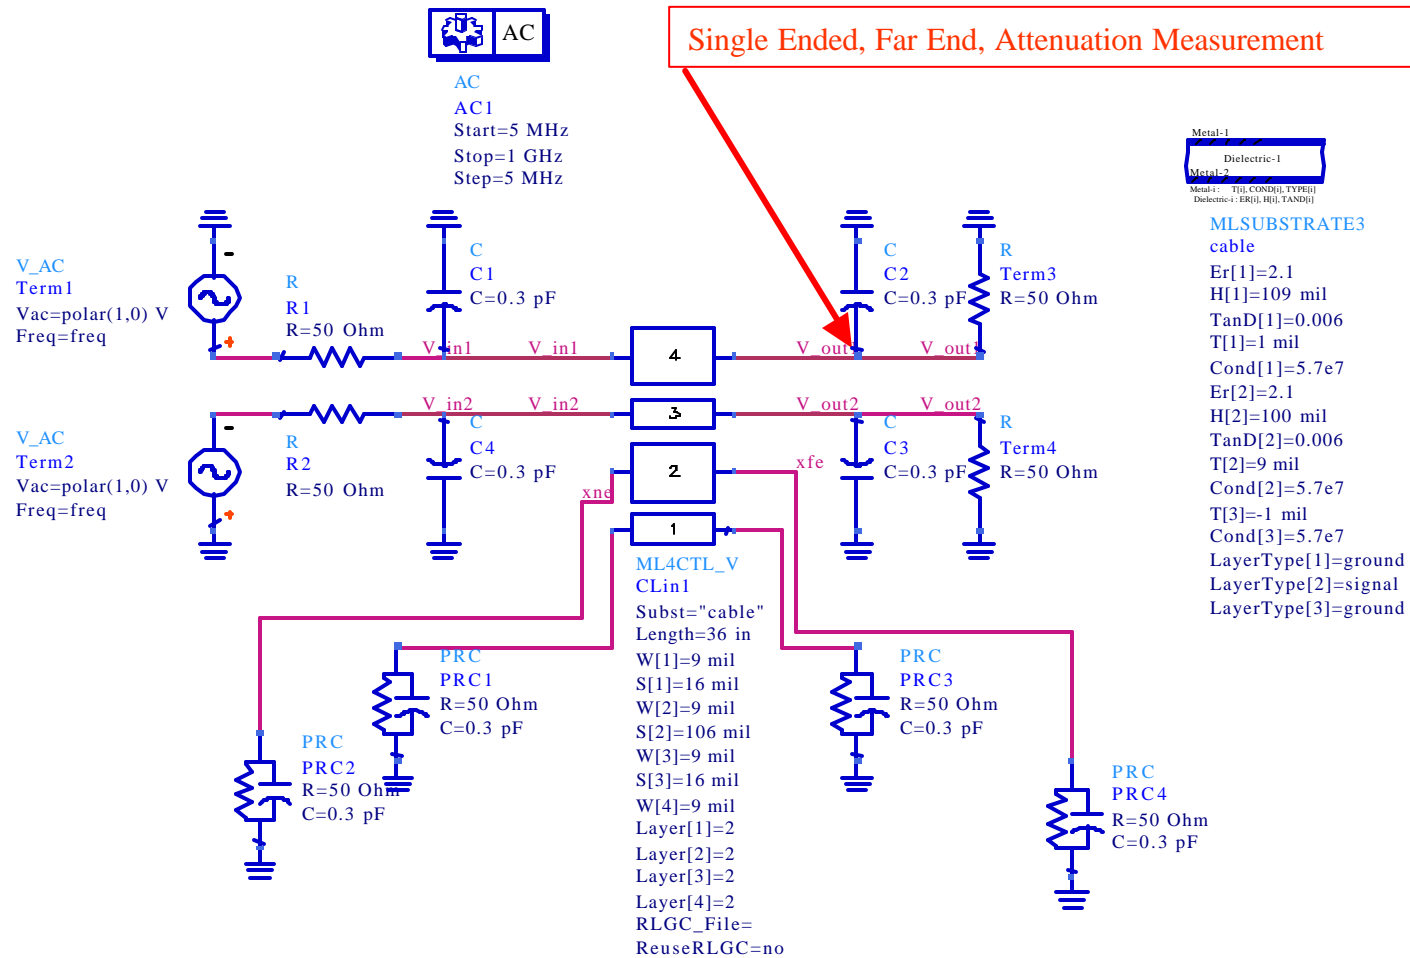 AC
Single Ended, Far End, Attenuation Measurement
AC
AC1
Start=5 MHz
Stop=1 GHz
Step=5 MHz
Metal-1
Dielectric-1
Metal-2
Metal-i : T[i], COND[i], TYPE[i]
Dielectric-i : ER[i], H[i], TAND[i]
MLSUBSTRATE3
cable
Er[1]=2.1
H[1]=109 mil
TanD[1]=0.006
T[1]=1 mil
Cond[1]=5.7e7
Er[2]=2.1
H[2]=100 mil
TanD[2]=0.006
T[2]=9 mil
Cond[2]=5.7e7
T[3]=-1 mil
Cond[3]=5.7e7
LayerType[1]=ground
LayerType[2]=signal
LayerType[3]=ground
V_AC
Term1
Vac=polar(1,0) V
Freq=freq
-
+
R
R1
R=50 Ohm
C
C1
C=0.3 pF
V_in1
V_in1
4
V_out1
V_out1
C
C2
C=0.3 pF
R
Term3
R=50 Ohm
V_AC
Term2
Vac=polar(1,0) V
Freq=freq
-
+
R
R2
R=50 Ohm
V_in2
V_in2
C
C4
C=0.3 pF
3
V_out2
V_out2
C
C3
C=0.3 pF
R
Term4
R=50 Ohm
xne
2
xfe
1
ML4CTL_V
CLin1
Subst="cable"
Length=36 in
W[1]=9 mil
S[1]=16 mil
W[2]=9 mil
S[2]=106 mil
W[3]=9 mil
S[3]=16 mil
W[4]=9 mil
Layer[1]=2
Layer[2]=2
Layer[3]=2
Layer[4]=2
RLGC_File=
ReuseRLGC=no
PRC
PRC1
R=50 Ohm
C=0.3 pF
PRC
PRC2
R=50 Ohm
C=0.3 pF
PRC
PRC3
R=50 Ohm
C=0.3 pF
PRC
PRC4
R=50 Ohm
C=0.3 pF